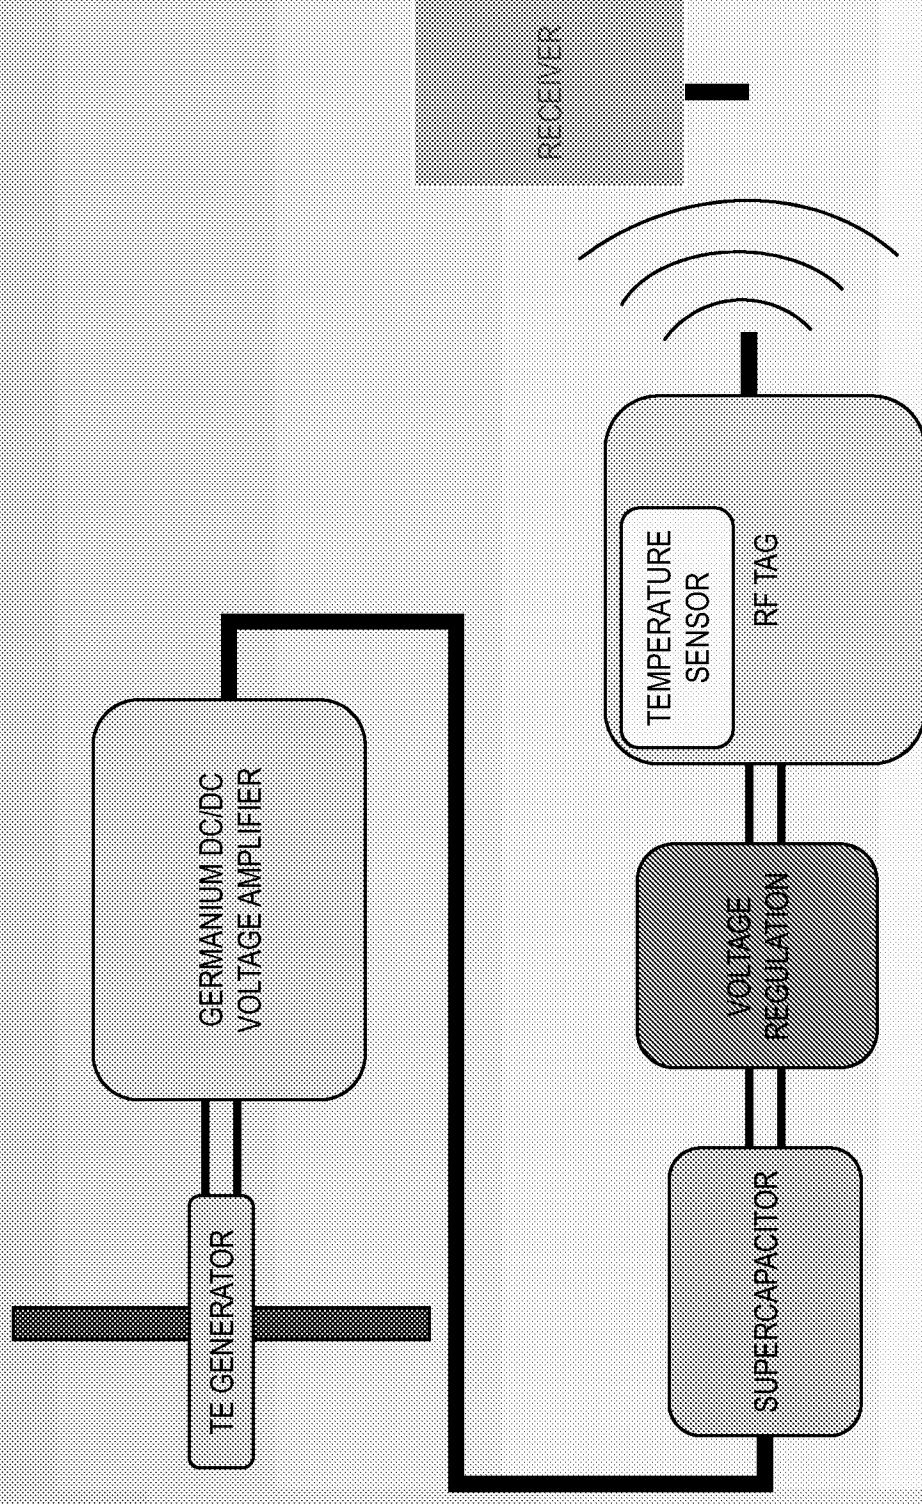 TE GENERATOR
GERMANIUM DC/DC
VOLTAGE AMPLIFIER
SUPERCAPACITOR
VOLTAGE
REGULATION
TEMPERATURE
SENSOR
RF TAG
RECEIVER